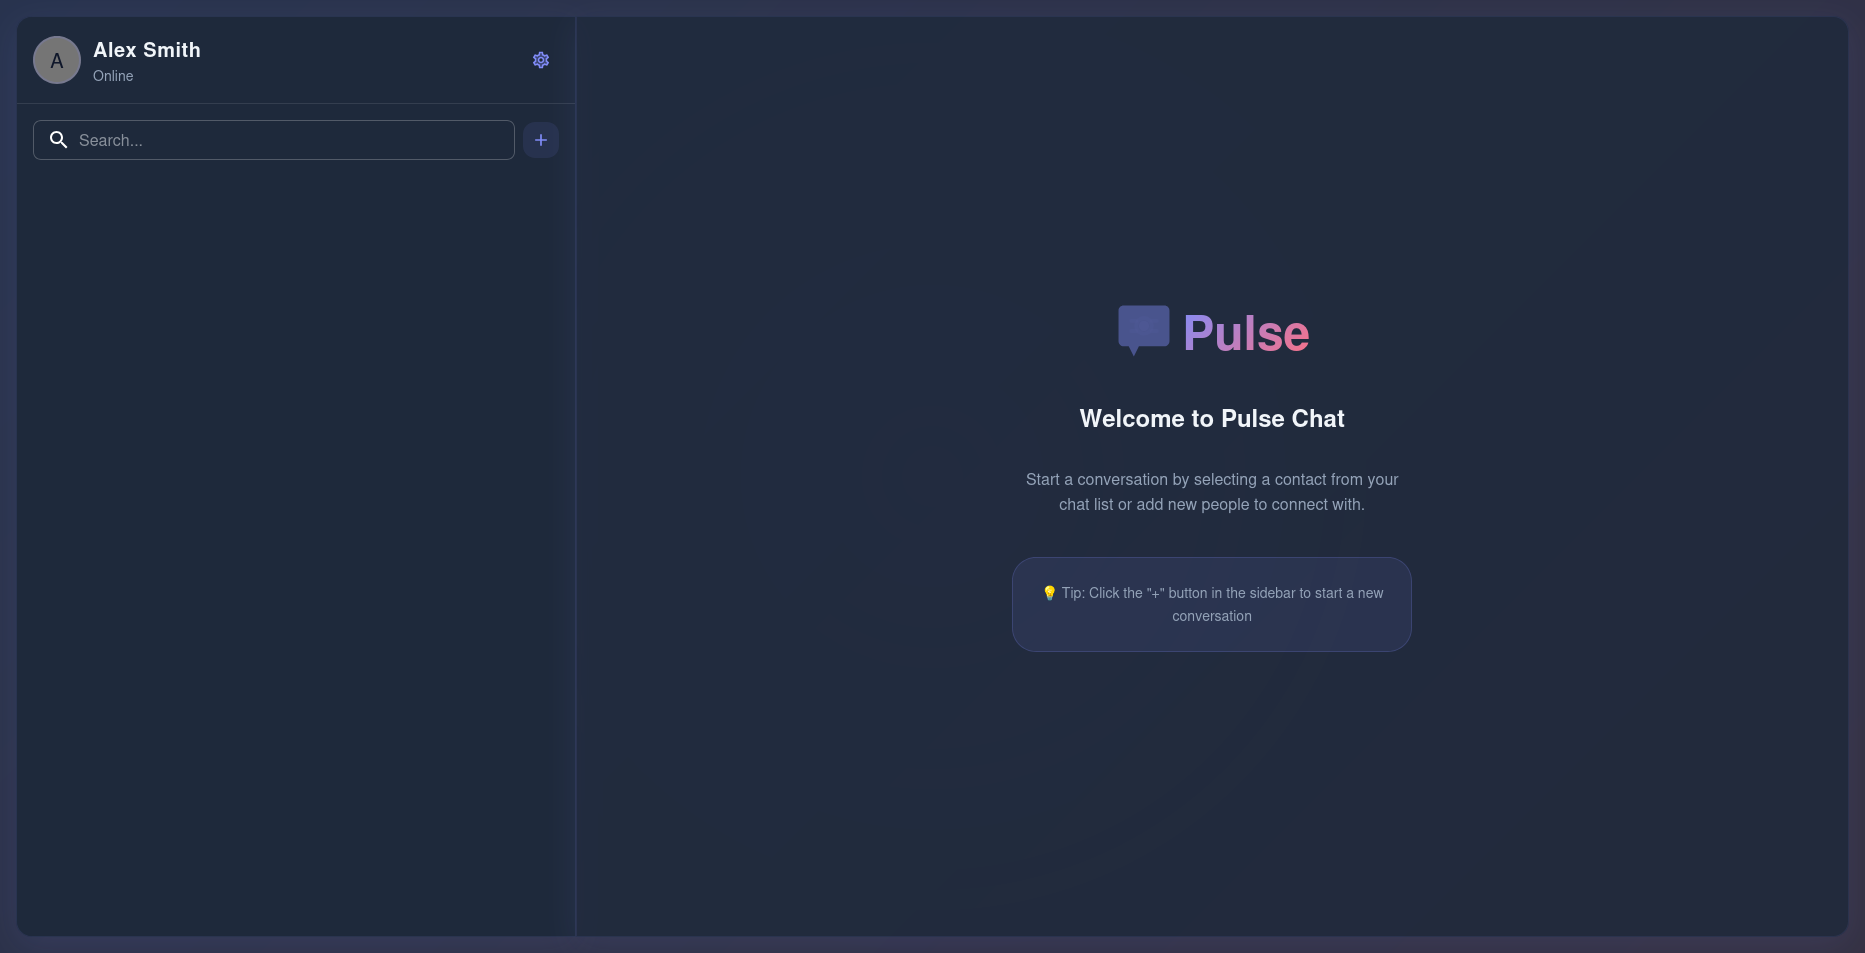 A
Alex Smith
Online
Search...
+
Pulse
Welcome to Pulse Chat
Start a conversation by selecting a contact from your
chat list or add new people to connect with.
💡 Tip: Click the "+" button in the sidebar to start a new
conversation